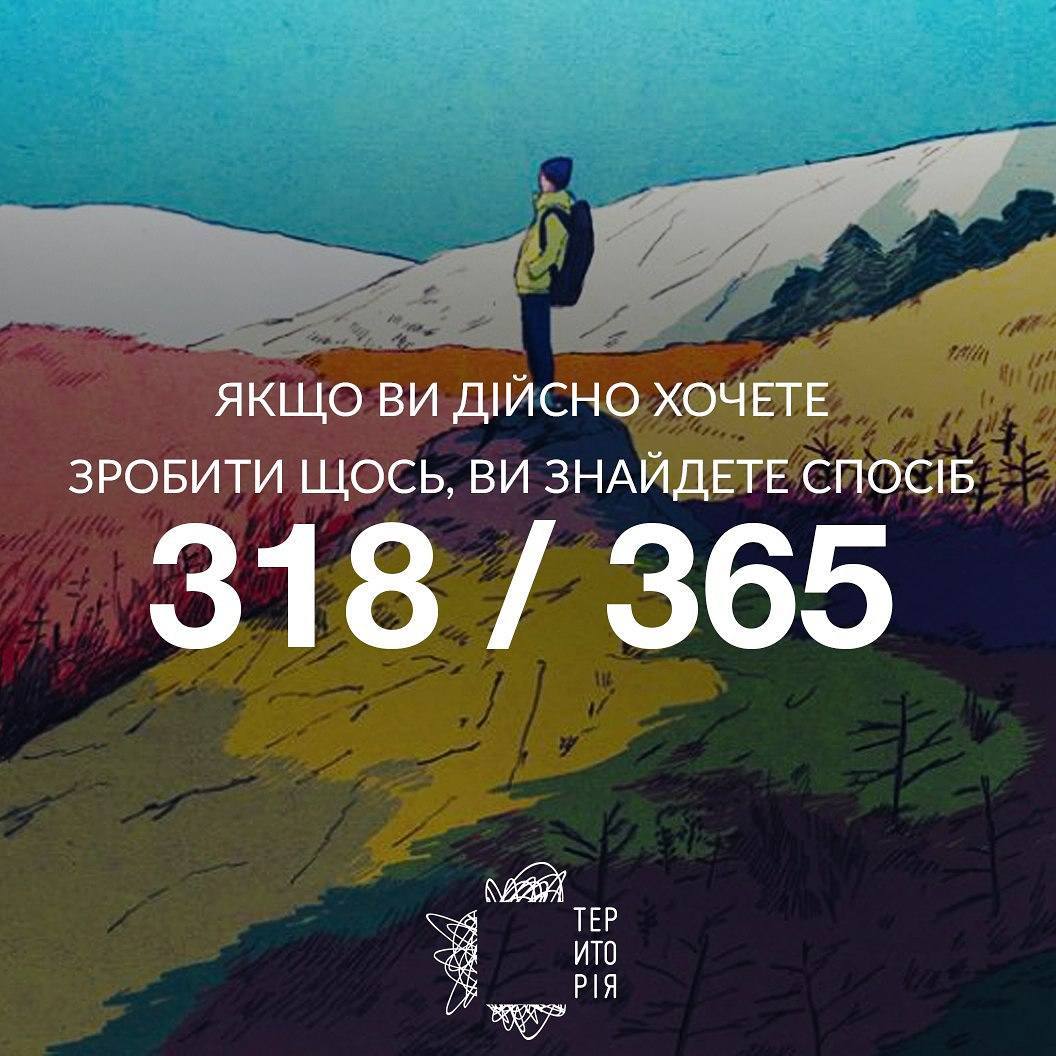 ЯКЩО ВИ ДІЙСНО ХОЧЕТЕ
ЗРОБИТИ ЩОСЬ, ВИ ЗНАЙДЕТЕ СПОСІБ
318 / 365
ТЕР
ИТО
РІЯ